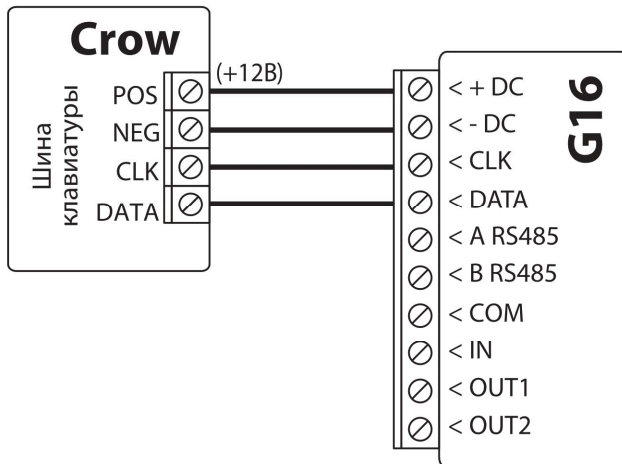 Crow
Шина
клавиатуры
POS
NEG
CLK
DATA
(+12В)
< + DC
< - DC
< CLK
< DATA
< A RS485
< B RS485
< COM
< IN
< OUT1
< OUT2
G16